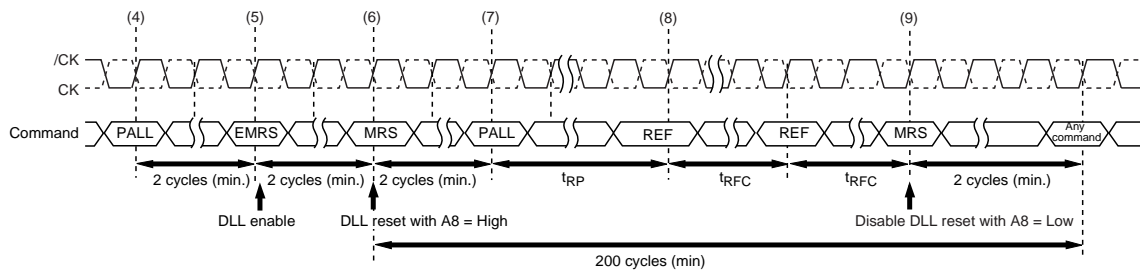 (4) (5) (6) (7) (8) (9)
/CK
CK
Command PALL EMRS MRS PALL REF REF MRS Any command
2 cycles (min.) 2 cycles (min.) 2 cycles (min.) tRP tRFC tRFC 2 cycles (min.)
DLL enable DLL reset with A8 = High Disable DLL reset with A8 = Low
200 cycles (min)